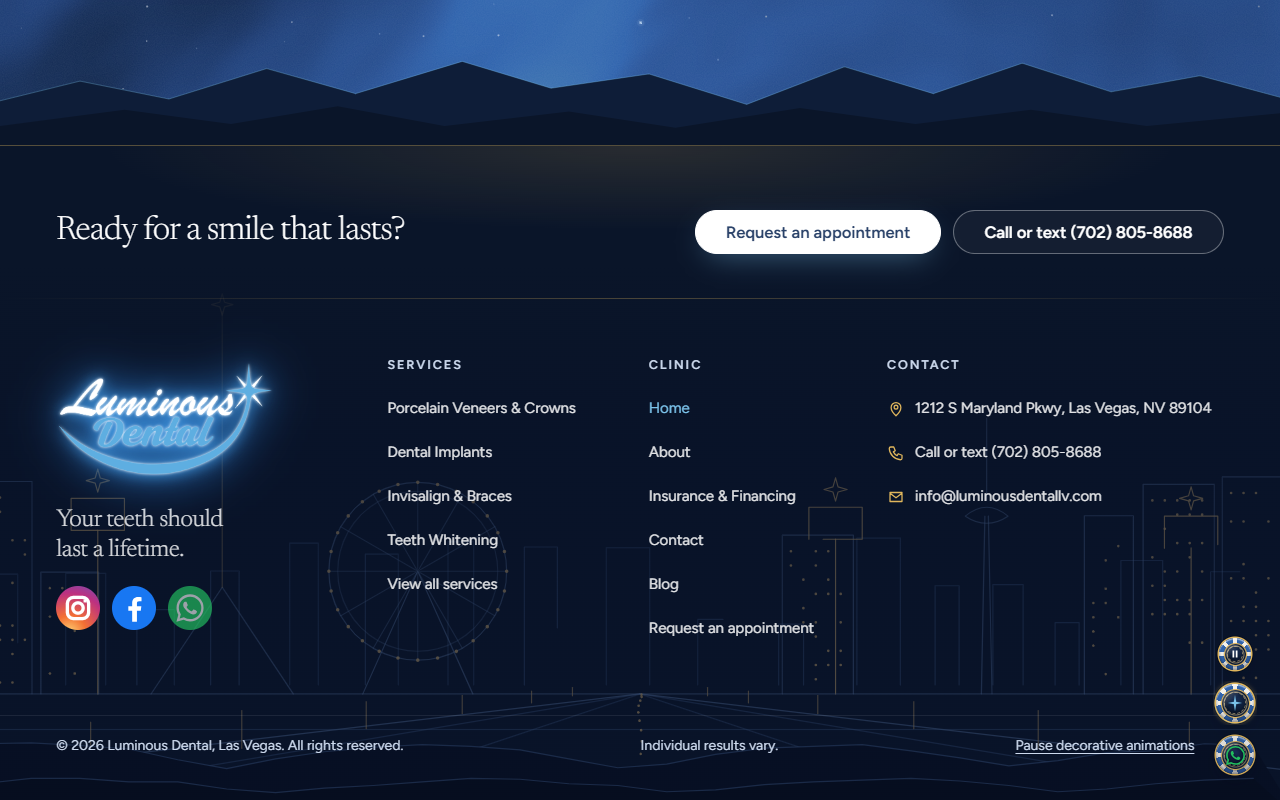 Ready for a smile that lasts?
Request an appointment
Call or text (702) 805-8688
Luminous
Dental
Your teeth should
last a lifetime.
SERVICES
Porcelain Veneers & Crowns
Dental Implants
Invisalign & Braces
Teeth Whitening
View all services
CLINIC
Home
About
Insurance & Financing
Contact
Blog
Request an appointment
CONTACT
1212 S Maryland Pkwy, Las Vegas, NV 89104
Call or text (702) 805-8688
info@luminousdentallv.com
© 2026 Luminous Dental, Las Vegas. All rights reserved.
Individual results vary.
Pause decorative animations